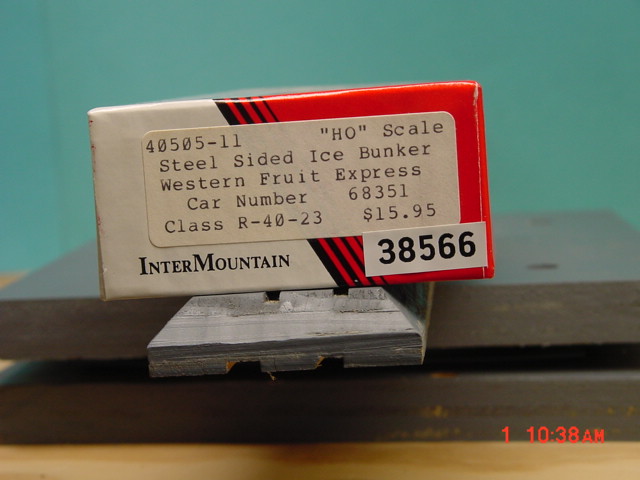 40505-11 "HO" Scale
Steel Sided Ice Bunker
Western Fruit Express
Car Number 68351
Class R-40-23 $15.95
38566
INTERMOUNTAIN
1 10:38AM